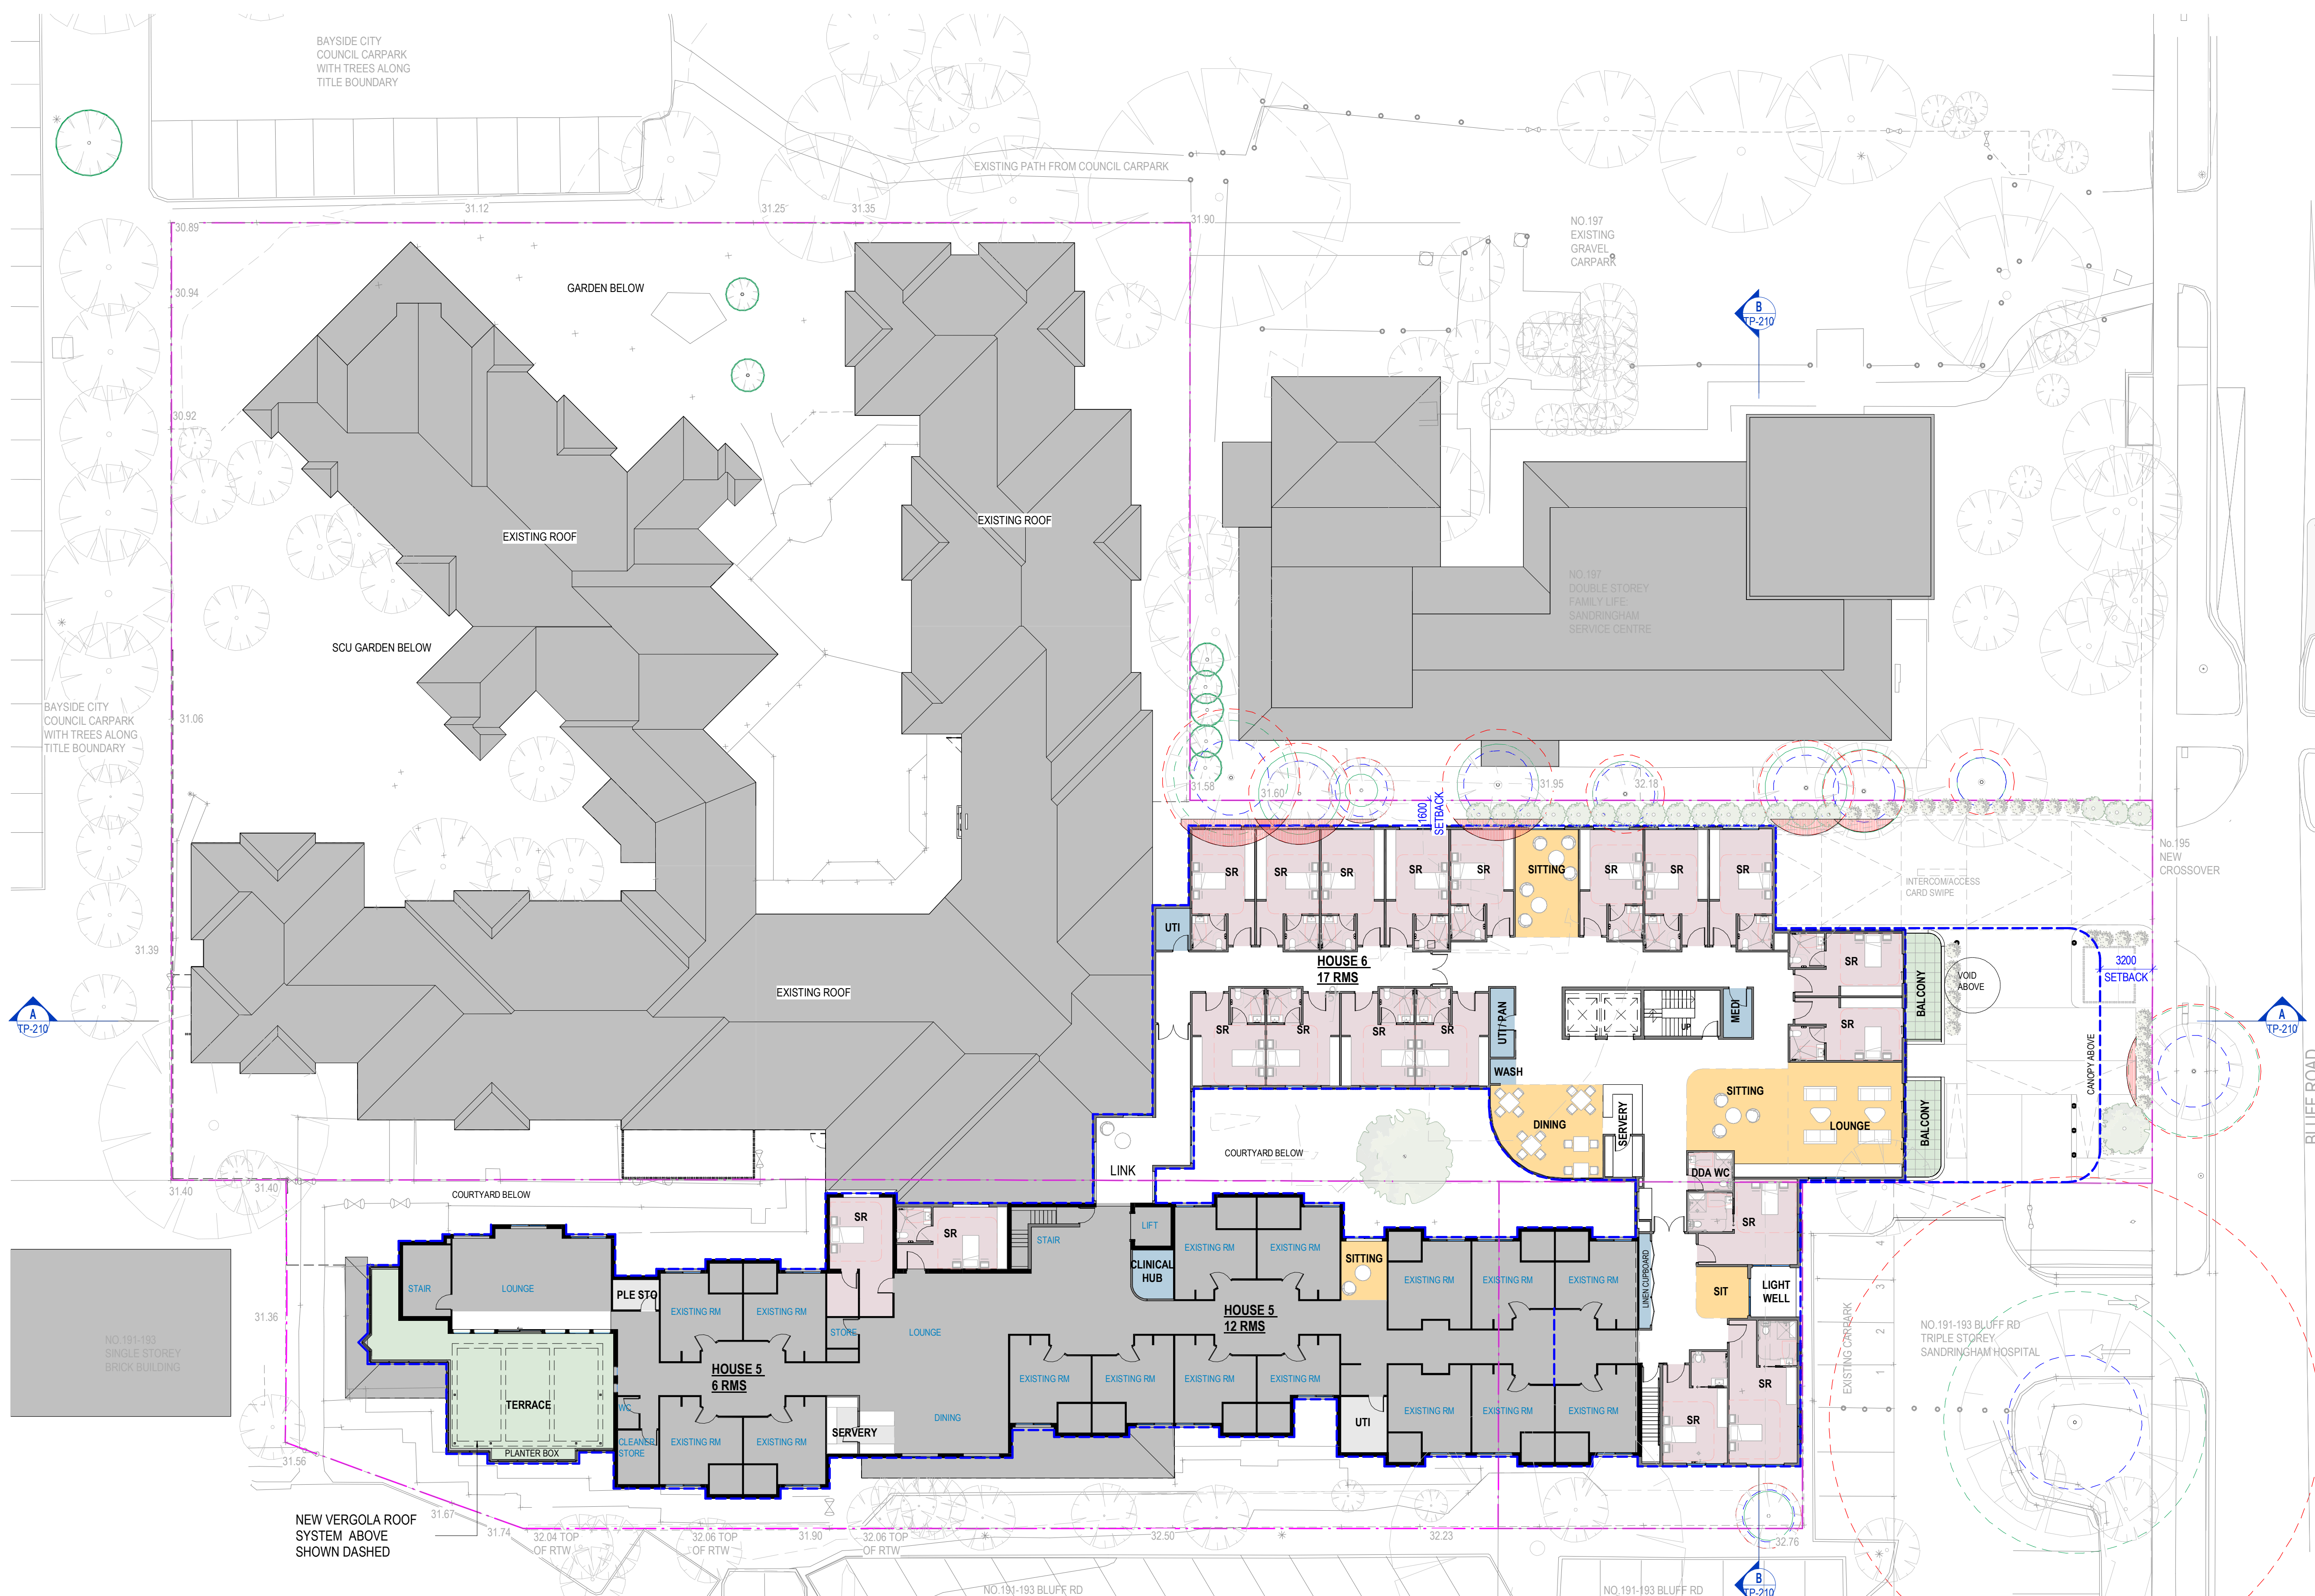 BAYSIDE CITY
COUNCIL CARPARK
WITH TREES ALONG
TITLE BOUNDARY
EXISTING PATH FROM COUNCIL CARPARK
31.12
31.25
31.35
31.90
30.89
NO.197
EXISTING
GRAVEL
CARPARK
30.94
GARDEN BELOW
B
TP-210
30.92
EXISTING ROOF
EXISTING ROOF
NO.197
DOUBLE STOREY
FAMILY LIFE:
SANDRINGHAM
SERVICE CENTRE
SCU GARDEN BELOW
BAYSIDE CITY
COUNCIL CARPARK
WITH TREES ALONG
TITLE BOUNDARY
31.06
31.58
31.60
31.95
32.18
1600
SETBACK
No.195
NEW
CROSSOVER
SR
SR
SR
SR
SR
SITTING
SR
SR
SR
INTERCOM/ACCESS
CARD SWIPE
UTI
31.39
HOUSE 6
17 RMS
SR
BALCONY
VOID
ABOVE
3200
SETBACK
EXISTING ROOF
A
TP-210
SR
SR
SR
SR
UTI / PAN
UP
MEDI
SR
A
TP-210
WASH
CANOPY ABOVE
BLUFF ROAD
SITTING
DINING
SERVERY
LOUNGE
BALCONY
COURTYARD BELOW
LINK
DDA WC
31.40
31.40
COURTYARD BELOW
SR
SR
SR
LIFT
STAIR
EXISTING RM
EXISTING RM
SITTING
CLINICAL
HUB
LINEN CUPBOARD
STAIR
LOUNGE
PLE STO
EXISTING RM
EXISTING RM
EXISTING RM
EXISTING RM
EXISTING RM
SIT
LIGHT
WELL
4
3
2
1
EXISTING CARPARK
31.36
HOUSE 5
12 RMS
NO.191-193
SINGLE STOREY
BRICK BUILDING
STORE
LOUNGE
NO.191-193 BLUFF RD
TRIPLE STOREY
SANDRINGHAM HOSPITAL
HOUSE 5
6 RMS
EXISTING RM
EXISTING RM
EXISTING RM
EXISTING RM
SR
TERRACE
WC
DINING
EXISTING RM
EXISTING RM
EXISTING RM
UTI
SR
SERVERY
CLEANER
STORE
EXISTING RM
EXISTING RM
PLANTER BOX
31.56
31.67
NEW VERGOLA ROOF
SYSTEM ABOVE
SHOWN DASHED
31.74
32.04 TOP
OF RTW
32.06 TOP
OF RTW
31.90
32.06 TOP
OF RTW
32.50
32.23
32.76
NO.191-193 BLUFF RD
NO.191-193 BLUFF RD
B
TP-210